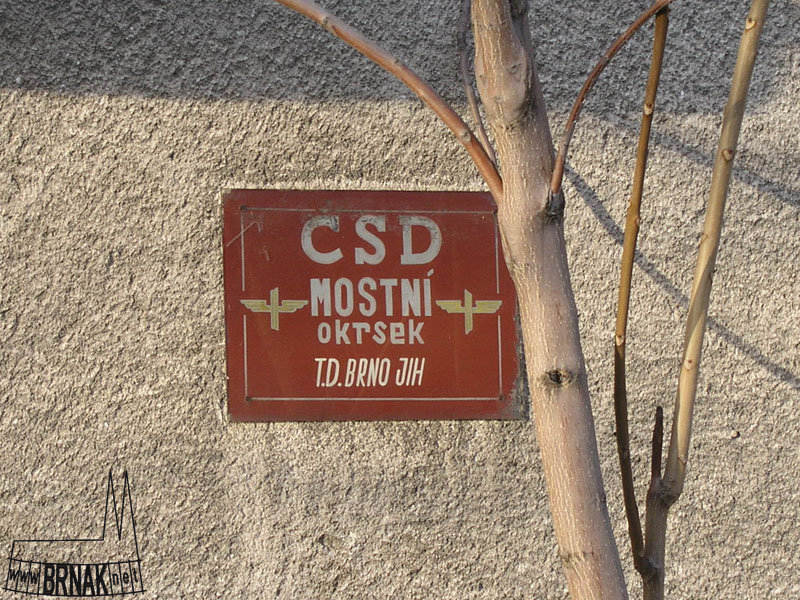 CSD
MOSTNÍ
okrsek
T.D. BRNO JIH
www BRNAK net